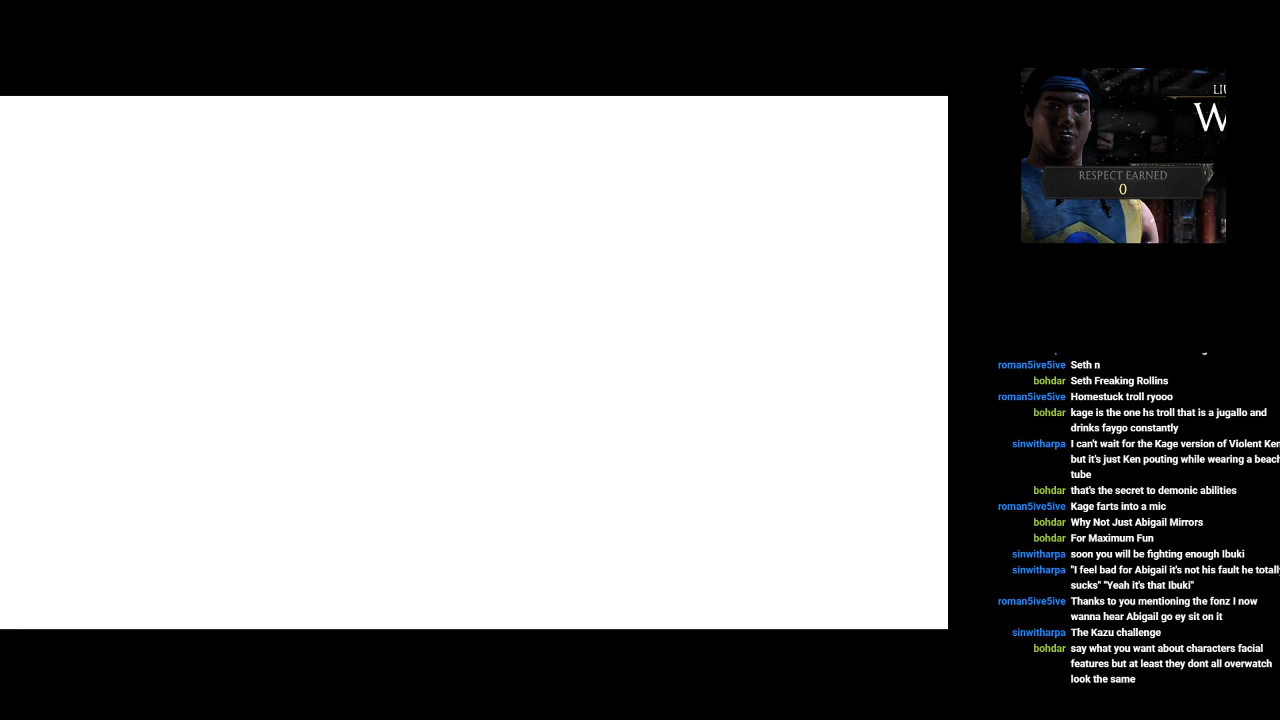 LIV
W
RESPECT EARNED
0
roman5ive5ive Seth n
bohdar Seth Freaking Rollins
roman5ive5ive Homestuck troll ryooo
bohdar kage is the one hs troll that is a jugallo and
drinks faygo constantly
sinwitharpa I can't wait for the Kage version of Violent Ken
but it's just Ken pouting while wearing a beach
tube
bohdar that's the secret to demonic abilities
roman5ive5ive Kage farts into a mic
bohdar Why Not Just Abigail Mirrors
bohdar For Maximum Fun
sinwitharpa soon you will be fighting enough Ibuki
sinwitharpa "I feel bad for Abigail it's not his fault he totally
sucks" "Yeah it's that Ibuki"
roman5ive5ive Thanks to you mentioning the fonz I now
wanna hear Abigail go ey sit on it
sinwitharpa The Kazu challenge
bohdar say what you want about characters facial
features but at least they dont all overwatch
look the same